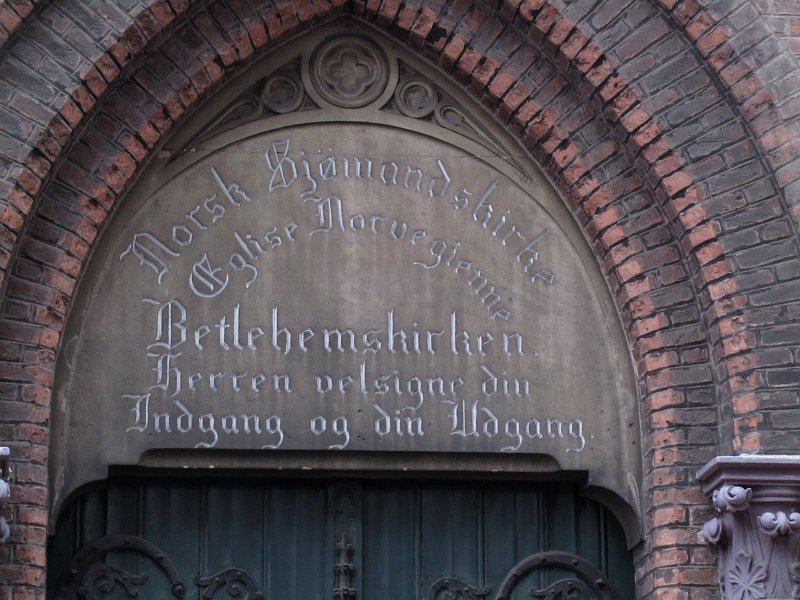 Norsk Sjømandskirke
Eglise Norvegienne
Betlehemskirken.
Herren velsigne din
Indgang og din Udgang.